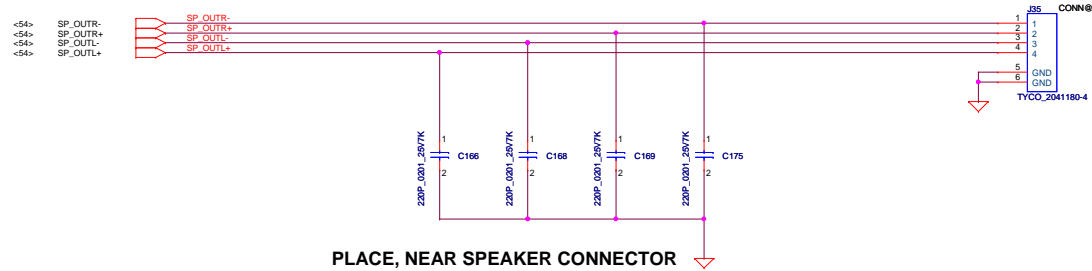 J35 CONN@
<54> SP_OUTR- SP_OUTR- 1 1
<54> SP_OUTR+ SP_OUTR+ 2 2
<54> SP_OUTL- SP_OUTL- 3 3
<54> SP_OUTL+ SP_OUTL+ 4 4
5 GND
6 GND
TYCO_2041180-4
220P_0201_25V7K 1 C166 2
220P_0201_25V7K 1 C168 2
220P_0201_25V7K 1 C169 2
220P_0201_25V7K 1 C175 2
PLACE, NEAR SPEAKER CONNECTOR